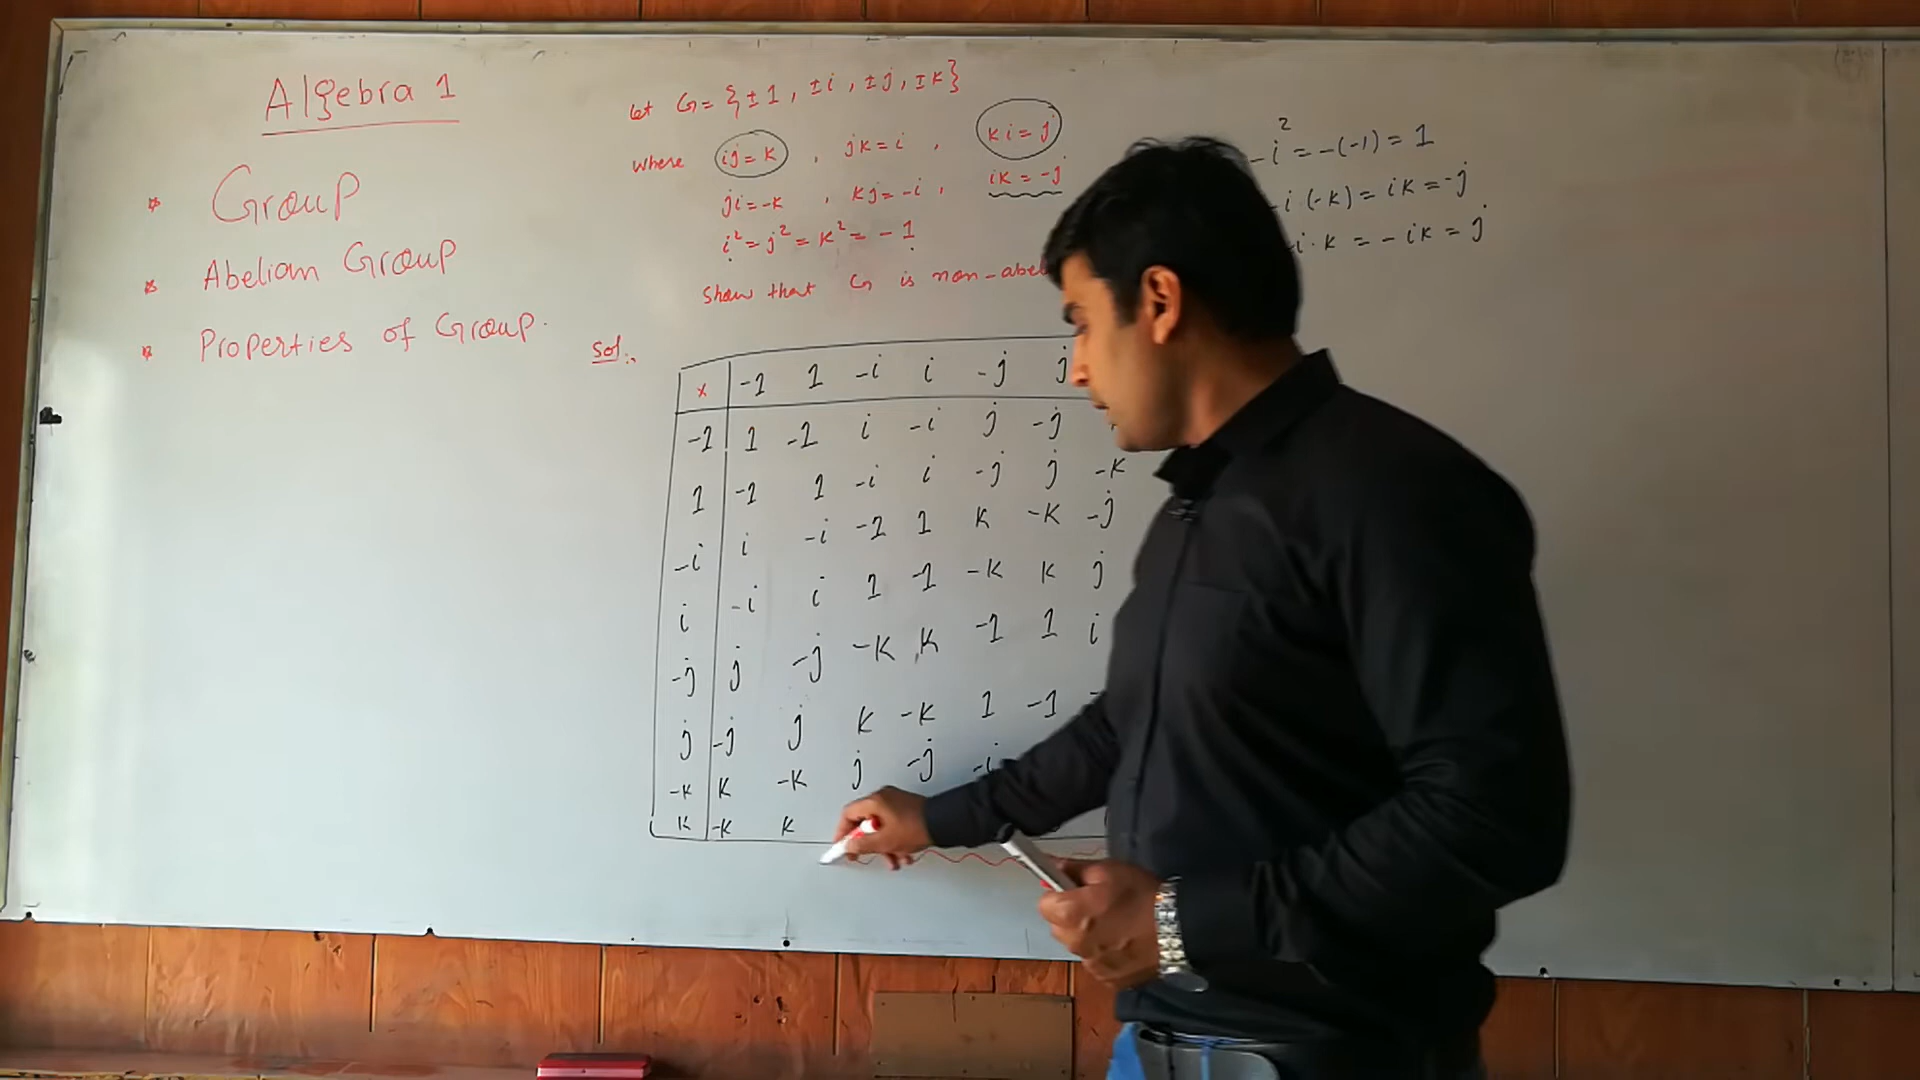 Algebra 1
* Group
* Abelian Group
* Properties of Group.
let G = {±1, ±i, ±j, ±k}
where ij = k, jk = i, ki = j
ji = -k, kj = -i, ik = -j
i² = j² = k² = -1
Show that G is non-abel
Sol:.
x -1 1 -i i -j j
-1 1 -1 i -i j -j
1 -1 1 -i i -j j -k
-i i -i -1 1 k -k -j
i -i i 1 -1 -k k j
-j j -j -k k -1 1 i
j -j j k -k 1 -1
-k k -k j -j -i
k -k k
-i² = -(-1) = 1
-i(-k) = ik = -j
-i·k = -ik = j